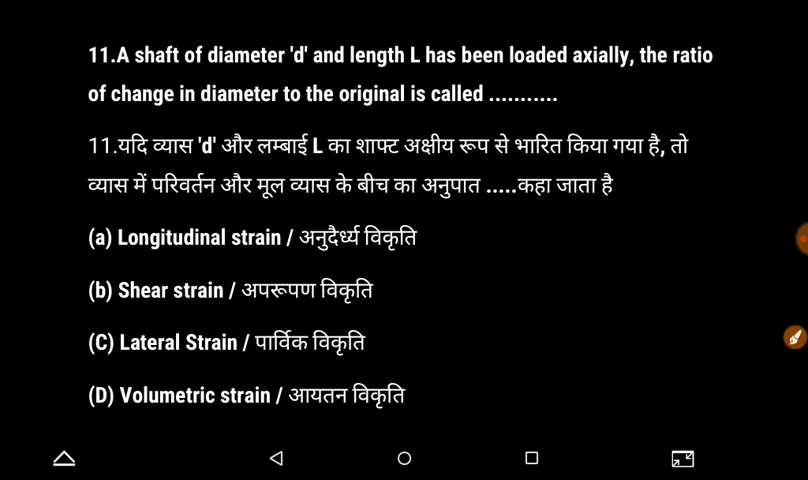 11.A shaft of diameter 'd' and length L has been loaded axially, the ratio
of change in diameter to the original is called ...........
11.यदि व्यास 'd' और लम्बाई L का शाफ्ट अक्षीय रूप से भारित किया गया है, तो
व्यास में परिवर्तन और मूल व्यास के बीच का अनुपात .....कहा जाता है
(a) Longitudinal strain / अनुदैर्ध्य विकृति
(b) Shear strain / अपरूपण विकृति
(C) Lateral Strain / पार्विक विकृति
(D) Volumetric strain / आयतन विकृति